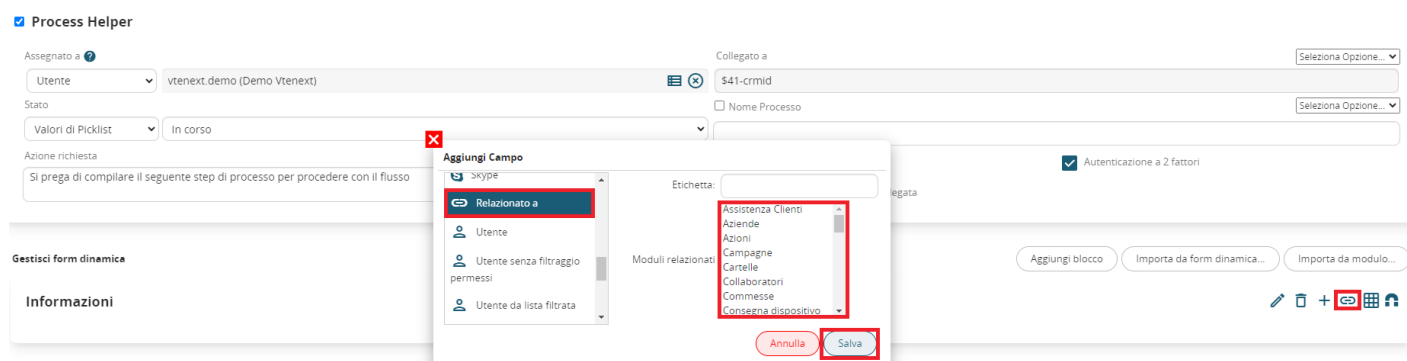 Process Helper
Assegnato a ?
Collegato a
Seleziona Opzione...
Utente
vtenext.demo (Demo Vtenext)
$41-crmid
Stato
Nome Processo
Seleziona Opzione...
Valori di Picklist
In corso
Azione richiesta
Si prega di compilare il seguente step di processo per procedere con il flusso
Autenticazione a 2 fattori
egata
Aggiungi Campo
Skype
Relazionato a
Utente
Utente senza filtraggio
permessi
Utente da lista filtrata
Etichetta:
Moduli relazionati
Assistenza Clienti
Aziende
Azioni
Campagne
Cartelle
Collaboratori
Commesse
Consegna dispositivo
Annulla
Salva
Gestisci form dinamica
Aggiungi blocco
Importa da form dinamica...
Importa da modulo...
Informazioni